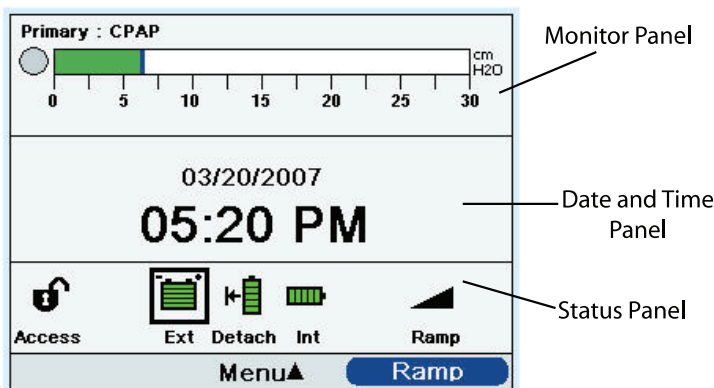 Primary : CPAP
Monitor Panel
cm
H2O
0 5 10 15 20 25 30
03/20/2007
05:20 PM
Date and Time
Panel
Status Panel
Access Ext Detach Int Ramp
Menu▲ Ramp